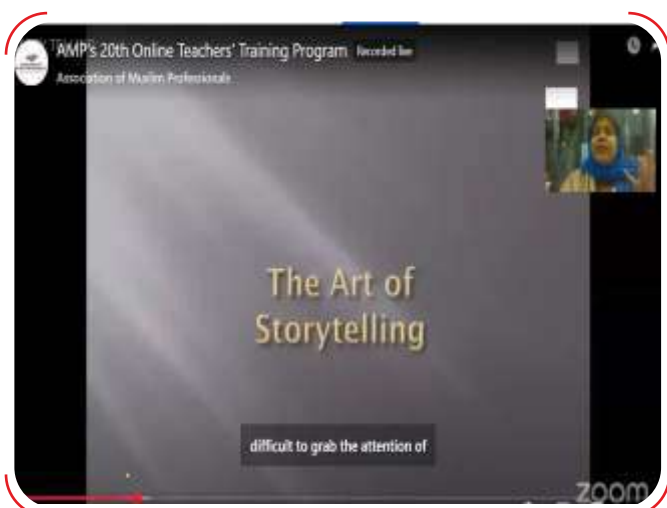 AMP's 20th Online Teachers' Training Program Recorded live
Association of Muslim Professionals
The Art of
Storytelling
difficult to grab the attention of
zoom